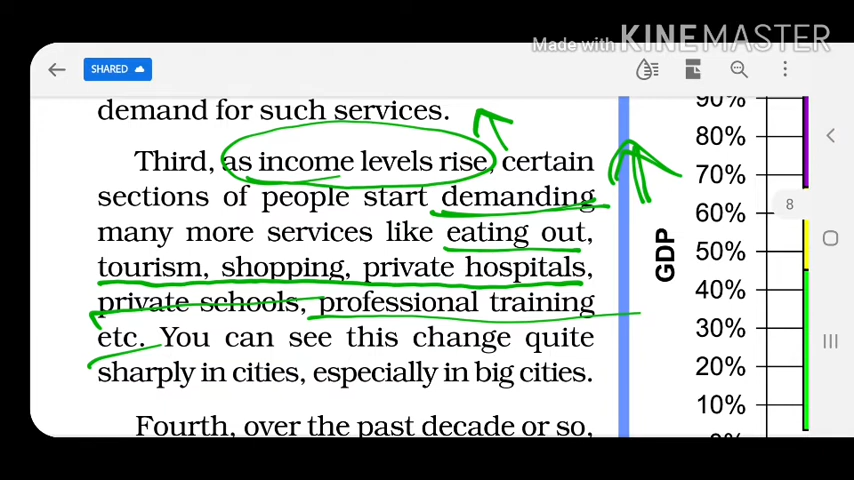 Made with KINEMASTER
SHARED
demand for such services.
Third, as income levels rise, certain
sections of people start demanding
many more services like eating out,
tourism, shopping, private hospitals,
private schools, professional training
etc. You can see this change quite
sharply in cities, especially in big cities.
Fourth, over the past decade or so,
90%
80%
70%
8
60%
GDP
50%
40%
30%
20%
10%
0%